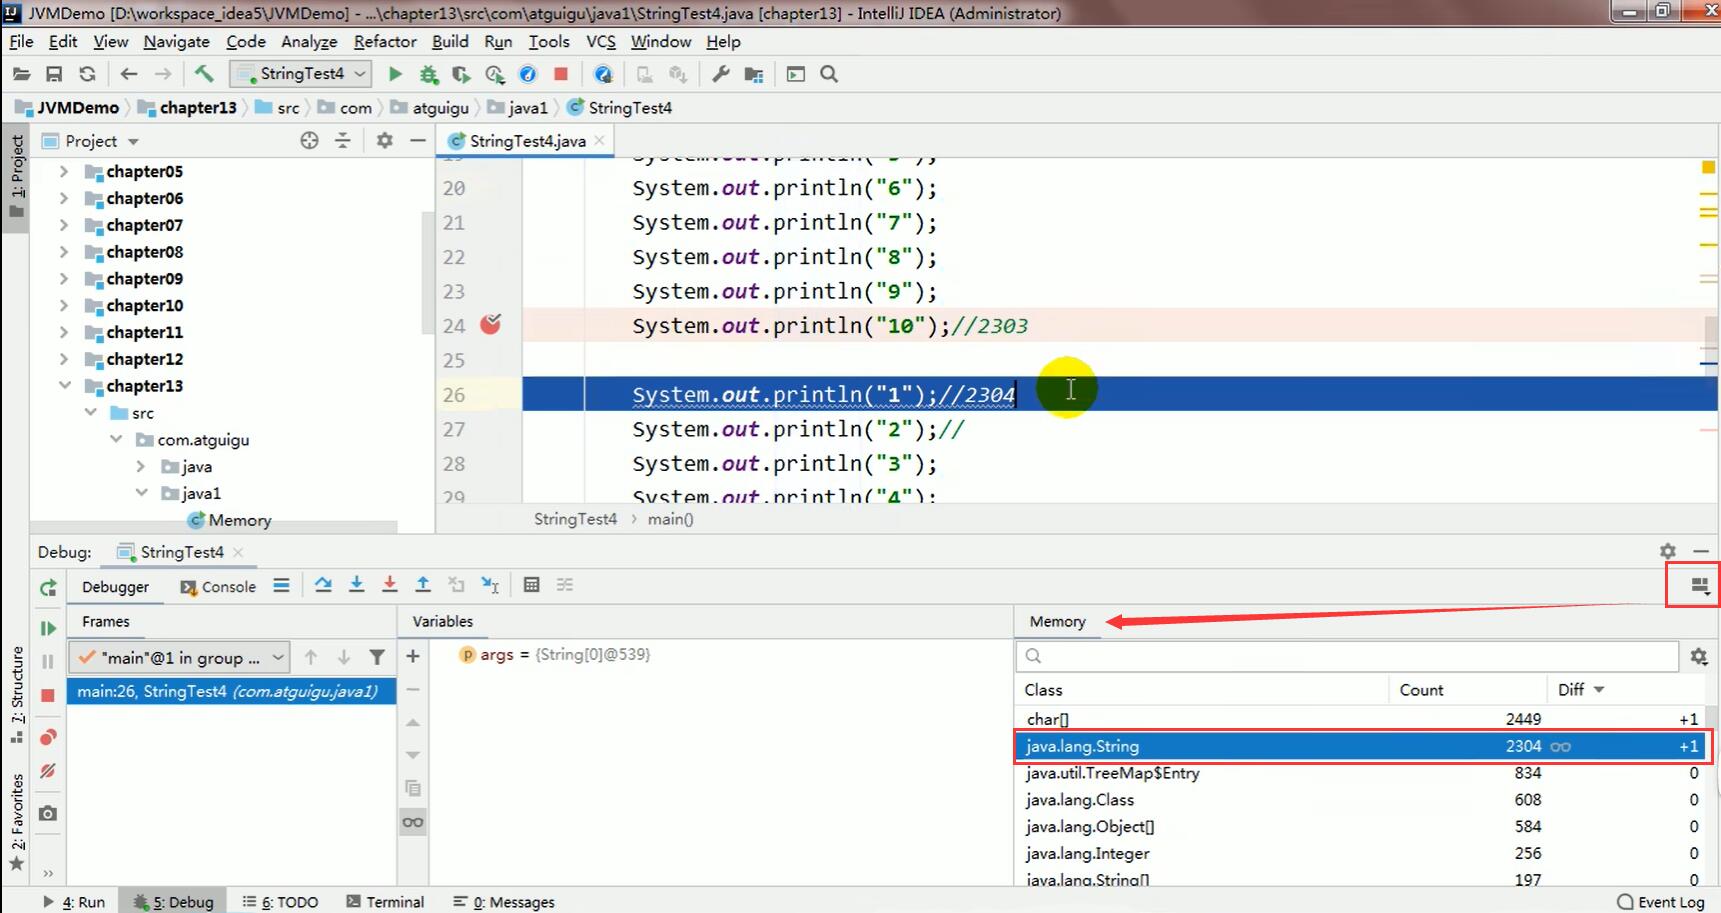 JVMDemo [D:\workspace_idea5\JVMDemo] - ...\chapter13\src\com\atguigu\java1\StringTest4.java [chapter13] - IntelliJ IDEA (Administrator)
File Edit View Navigate Code Analyze Refactor Build Run Tools VCS Window Help
StringTest4
JVMDemo chapter13 src com atguigu java1 StringTest4
1: Project
Project
StringTest4.java
chapter05
chapter06
chapter07
chapter08
chapter09
chapter10
chapter11
chapter12
chapter13
src
com.atguigu
java
java1
Memory
20 System.out.println("6");
21 System.out.println("7");
22 System.out.println("8");
23 System.out.println("9");
24 System.out.println("10");//2303
25
26 System.out.println("1");//2304
27 System.out.println("2");//
28 System.out.println("3");
29 System.out.println("4");
StringTest4 > main()
Debug: StringTest4
Debugger Console
Frames
Variables
Memory
"main"@1 in group ...
main:26, StringTest4 (com.atguigu.java1)
args = {String[0]@539}
Class Count Diff
char[] 2449 +1
java.lang.String 2304 +1
java.util.TreeMap$Entry 834 0
java.lang.Class 608 0
java.lang.Object[] 584 0
java.lang.Integer 256 0
java.lang.String[] 197 0
7: Structure
2: Favorites
4: Run 5: Debug 6: TODO Terminal 0: Messages Event Log